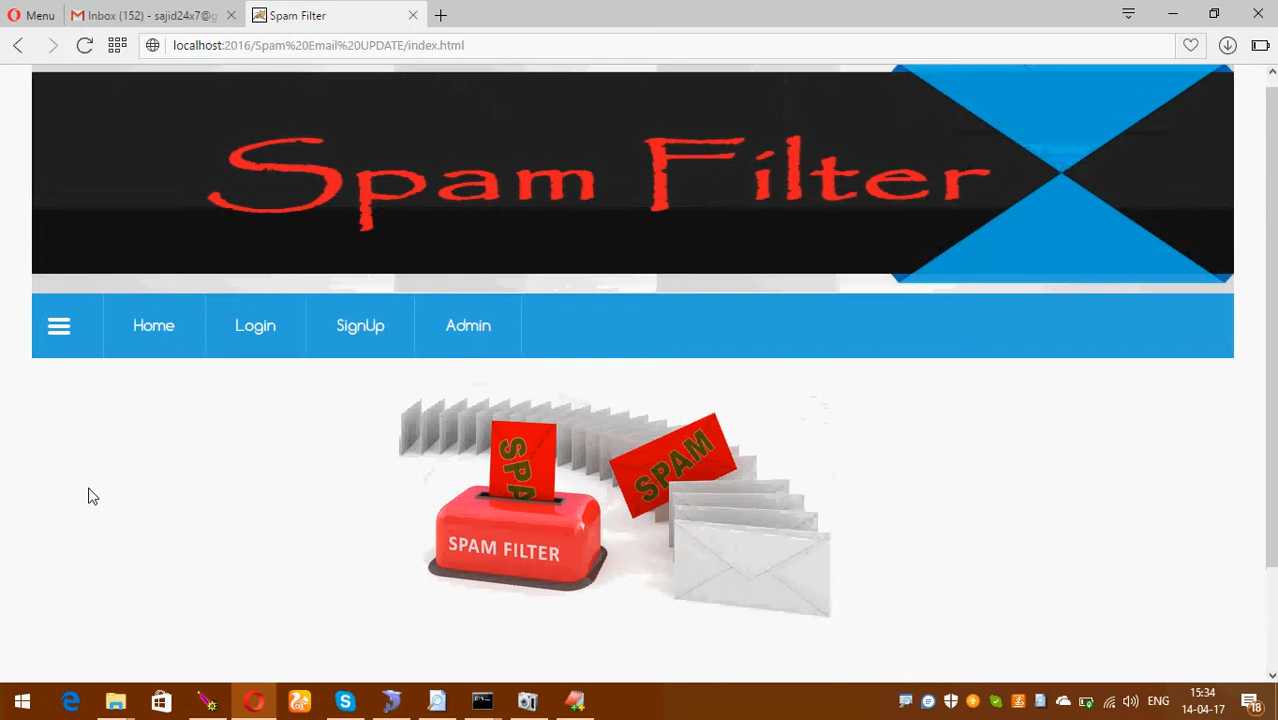 Menu
Inbox (152) - sajid24x7@g
Spam Filter
localhost:2016/Spam%20Email%20UPDATE/index.html
Spam Filter
Home
Login
SignUp
Admin
SPA
SPAM
SPAM FILTER
ENG
15:34
14-04-17
18